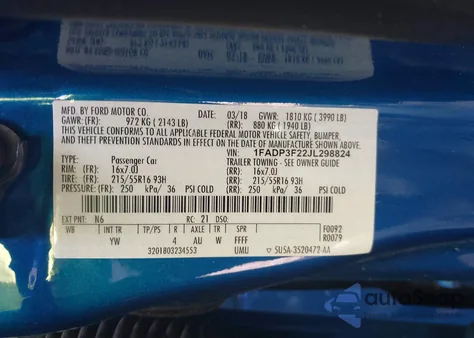 MFD. BY FORD MOTOR CO. 03/18 GVWR: 1810 KG ( 3990 LB)
GAWR: (FR): 972 KG ( 2143 LB) (RR): 880 KG ( 1940 LB)
THIS VEHICLE CONFORMS TO ALL APPLICABLE FEDERAL MOTOR VEHICLE SAFETY, BUMPER,
AND THEFT PREVENTION STANDARDS IN EFFECT ON THE DATE OF MANUFACTURE SHOWN ABOVE.
VIN: 1FADP3F22JL298824
TYPE: Passenger Car TRAILER TOWING - SEE OWNER GUIDE
RIM: (FR): 16x7.0J (RR): 16x7.0J
TIRE: (FR): 215/55R16 93H (RR): 215/55R16 93H
PRESSURE: (FR): 250 kPa/ 36 PSI COLD (RR): 250 kPa/ 36 PSI COLD
EXT PNT: N6 RC: 21 DSO:
WB INT TR TP/PS R AXLE TR SPR F0092
YW 4 AU W FFFF R0079
3201803234553 UMU ▽ SU5A-3520472-AA
autoSnap